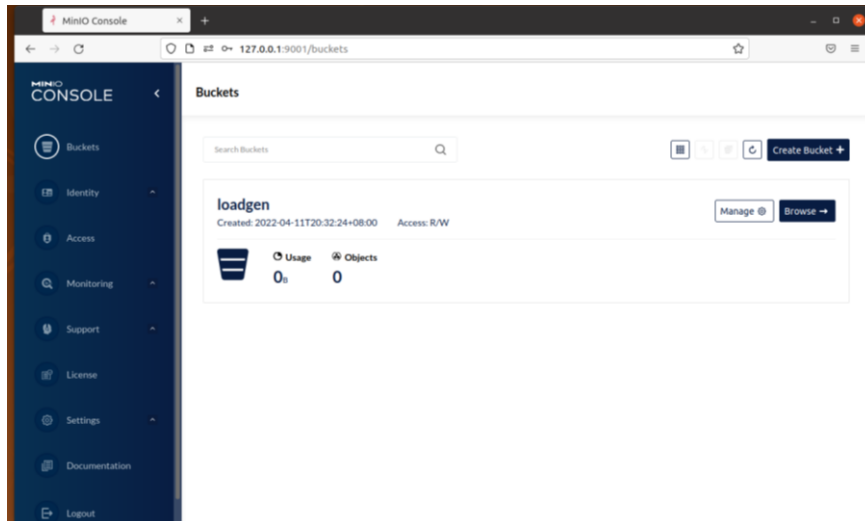 MinIO Console
127.0.0.1:9001/buckets
MINIO
CONSOLE
Buckets
Identity
Access
Monitoring
Support
License
Settings
Documentation
Logout
Buckets
Search Buckets
Create Bucket
loadgen
Created: 2022-04-11T20:32:24+08:00 Access: R/W
Manage
Browse
Usage Objects
0B 0